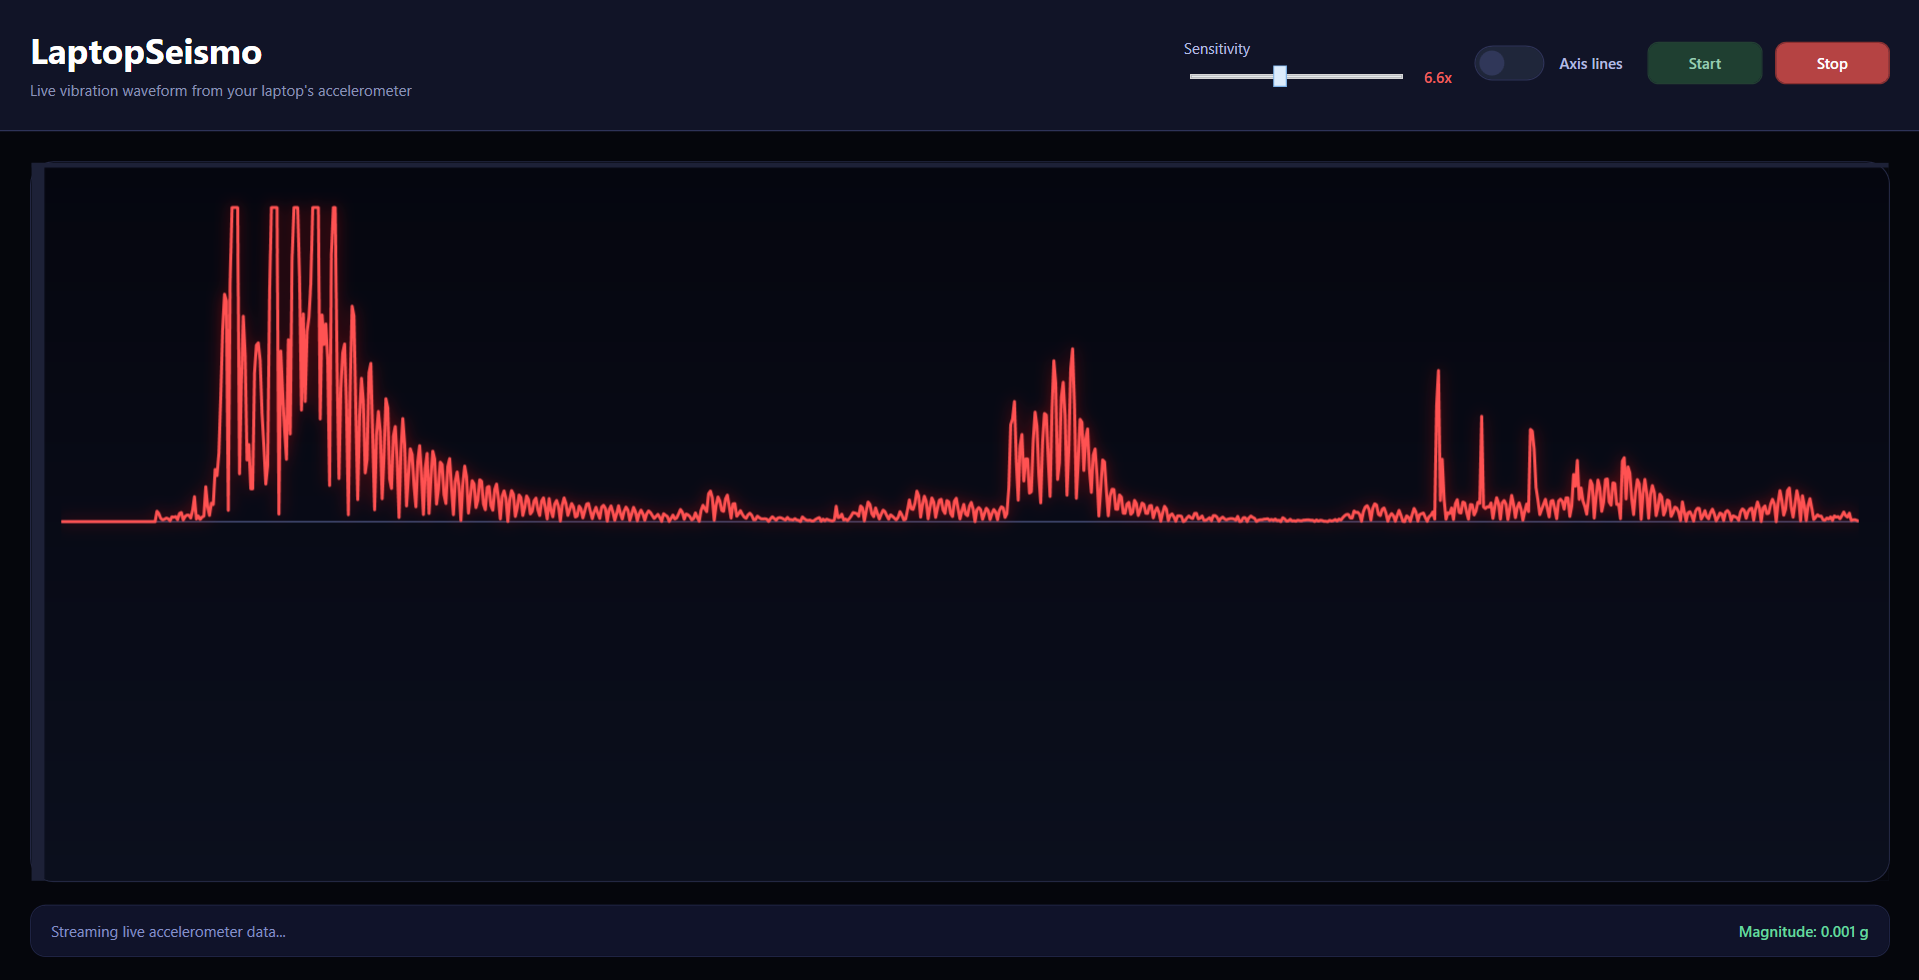 LaptopSeismo
Live vibration waveform from your laptop's accelerometer
Sensitivity
6.6x
Axis lines
Start
Stop
Streaming live accelerometer data...
Magnitude: 0.001 g